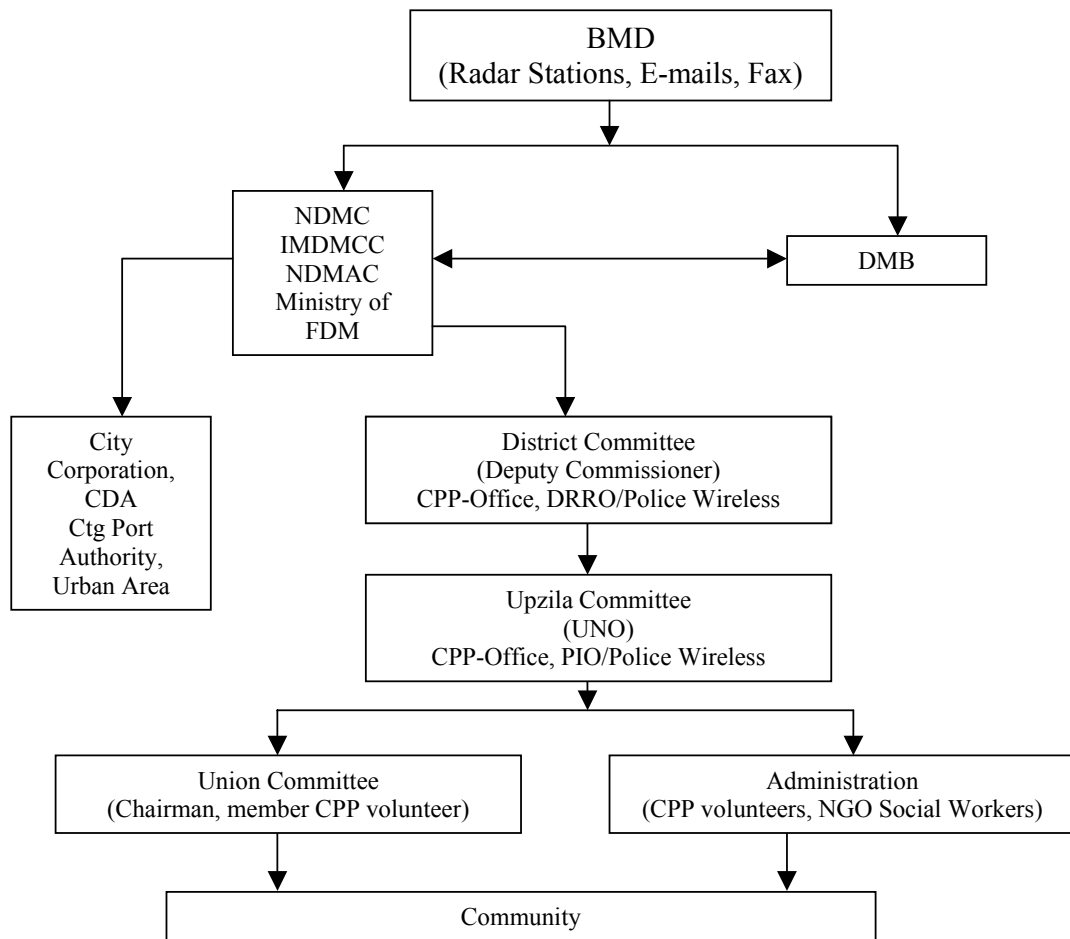 BMD
(Radar Stations, E-mails, Fax)
NDMC
IMDMCC
NDMAC
Ministry of
FDM
DMB
City
Corporation,
CDA
Ctg Port
Authority,
Urban Area
District Committee
(Deputy Commissioner)
CPP-Office, DRRO/Police Wireless
Upzila Committee
(UNO)
CPP-Office, PIO/Police Wireless
Union Committee
(Chairman, member CPP volunteer)
Administration
(CPP volunteers, NGO Social Workers)
Community